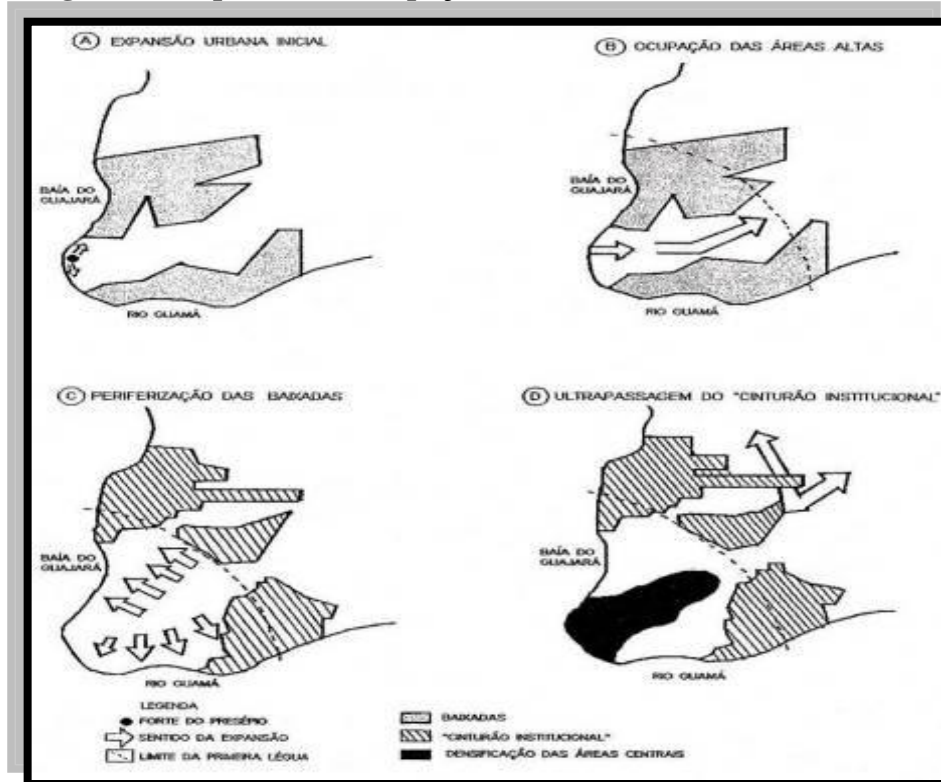 A EXPANSÃO URBANA INICIAL
B OCUPAÇÃO DAS ÁREAS ALTAS
BAÍA DO
GUAJARÁ
RIO GUAMÁ
BAÍA DO
GUAJARÁ
RIO GUAMÁ
C PERIFERIZAÇÃO DAS BAIXADAS
D ULTRAPASSAGEM DO "CINTURÃO INSTITUCIONAL"
BAÍA DO
GUAJARÁ
RIO GUAMÁ
BAÍA DO
GUAJARÁ
RIO GUAMÁ
LEGENDA
FORTE DO PRESÉPIO
SENTIDO DA EXPANSÃO
LIMITE DA PRIMEIRA LÉGUA
BAIXADAS
"CINTURÃO INSTITUCIONAL"
DENSIFICAÇÃO DAS ÁREAS CENTRAIS